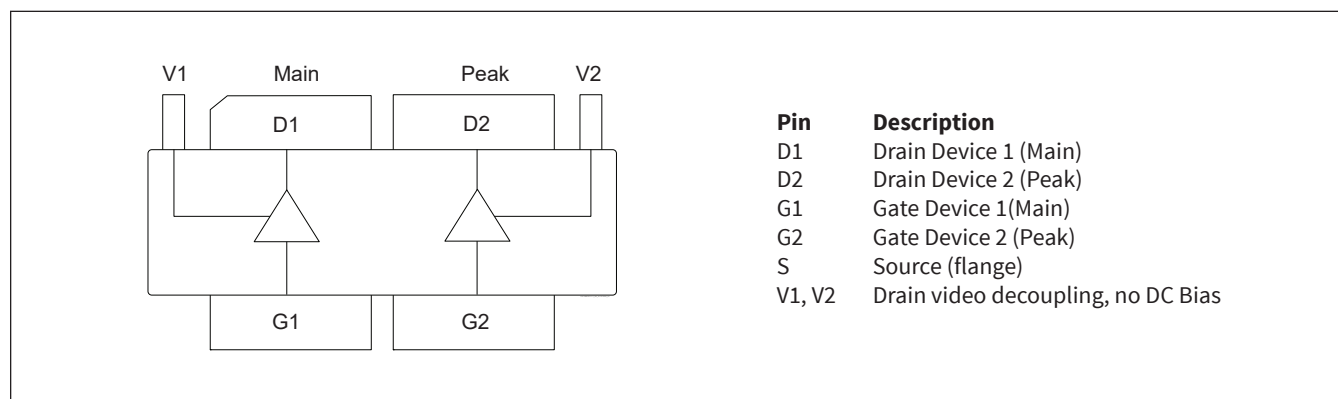 V1 Main Peak V2
D1 D2
G1 G2
Pin Description
D1 Drain Device 1 (Main)
D2 Drain Device 2 (Peak)
G1 Gate Device 1(Main)
G2 Gate Device 2 (Peak)
S Source (flange)
V1, V2 Drain video decoupling, no DC Bias